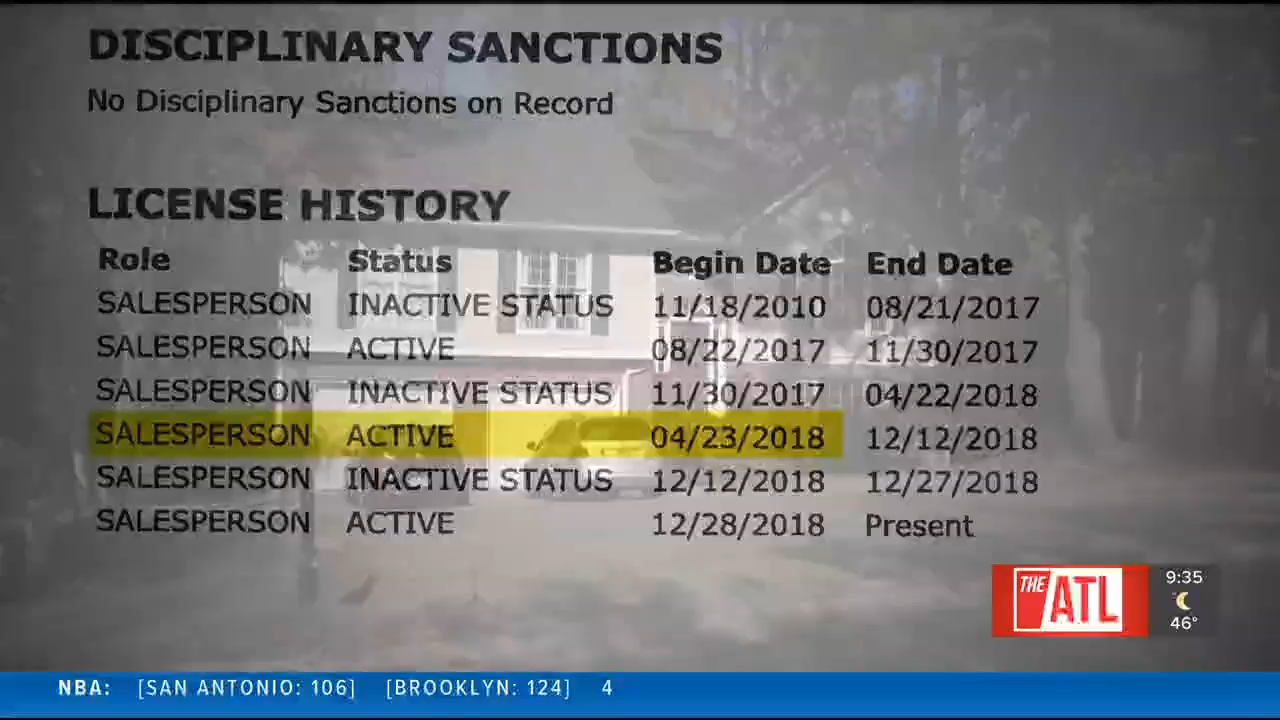 DISCIPLINARY SANCTIONS
No Disciplinary Sanctions on Record
LICENSE HISTORY
Role Status Begin Date End Date
SALESPERSON INACTIVE STATUS 11/18/2010 08/21/2017
SALESPERSON ACTIVE 08/22/2017 11/30/2017
SALESPERSON INACTIVE STATUS 11/30/2017 04/22/2018
SALESPERSON ACTIVE 04/23/2018 12/12/2018
SALESPERSON INACTIVE STATUS 12/12/2018 12/27/2018
SALESPERSON ACTIVE 12/28/2018 Present
THE ATL
9:35
46°
NBA: [SAN ANTONIO: 106] [BROOKLYN: 124] 4